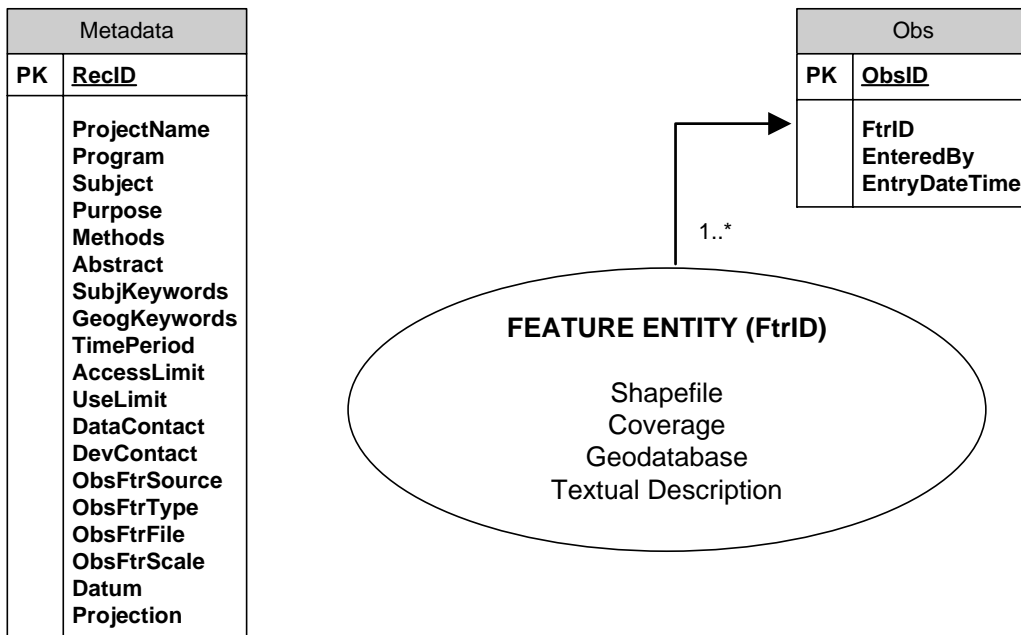 Metadata
PK RecID
ProjectName
Program
Subject
Purpose
Methods
Abstract
SubjKeywords
GeogKeywords
TimePeriod
AccessLimit
UseLimit
DataContact
DevContact
ObsFtrSource
ObsFtrType
ObsFtrFile
ObsFtrScale
Datum
Projection
Obs
PK ObsID
FtrID
EnteredBy
EntryDateTime
1..*
FEATURE ENTITY (FtrID)
Shapefile
Coverage
Geodatabase
Textual Description